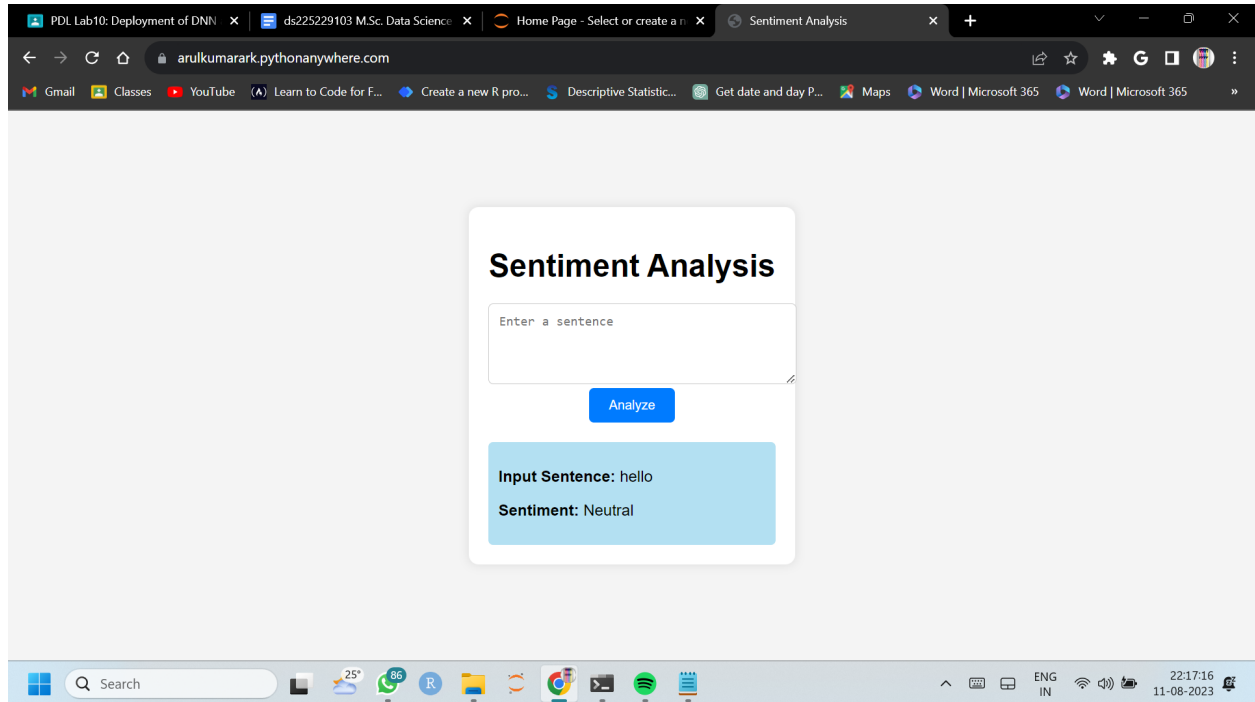 PDL Lab10: Deployment of DNN
ds225229103 M.Sc. Data Science
Home Page - Select or create a n
Sentiment Analysis
arulkumarark.pythonanywhere.com
G
Gmail Classes YouTube (A) Learn to Code for F... Create a new R pro... S Descriptive Statistic... Get date and day P... Maps Word | Microsoft 365 Word | Microsoft 365 »
Sentiment Analysis
Enter a sentence
Analyze
Input Sentence: hello
Sentiment: Neutral
Search
25°
86
R
ENG
IN
22:17:16
11-08-2023